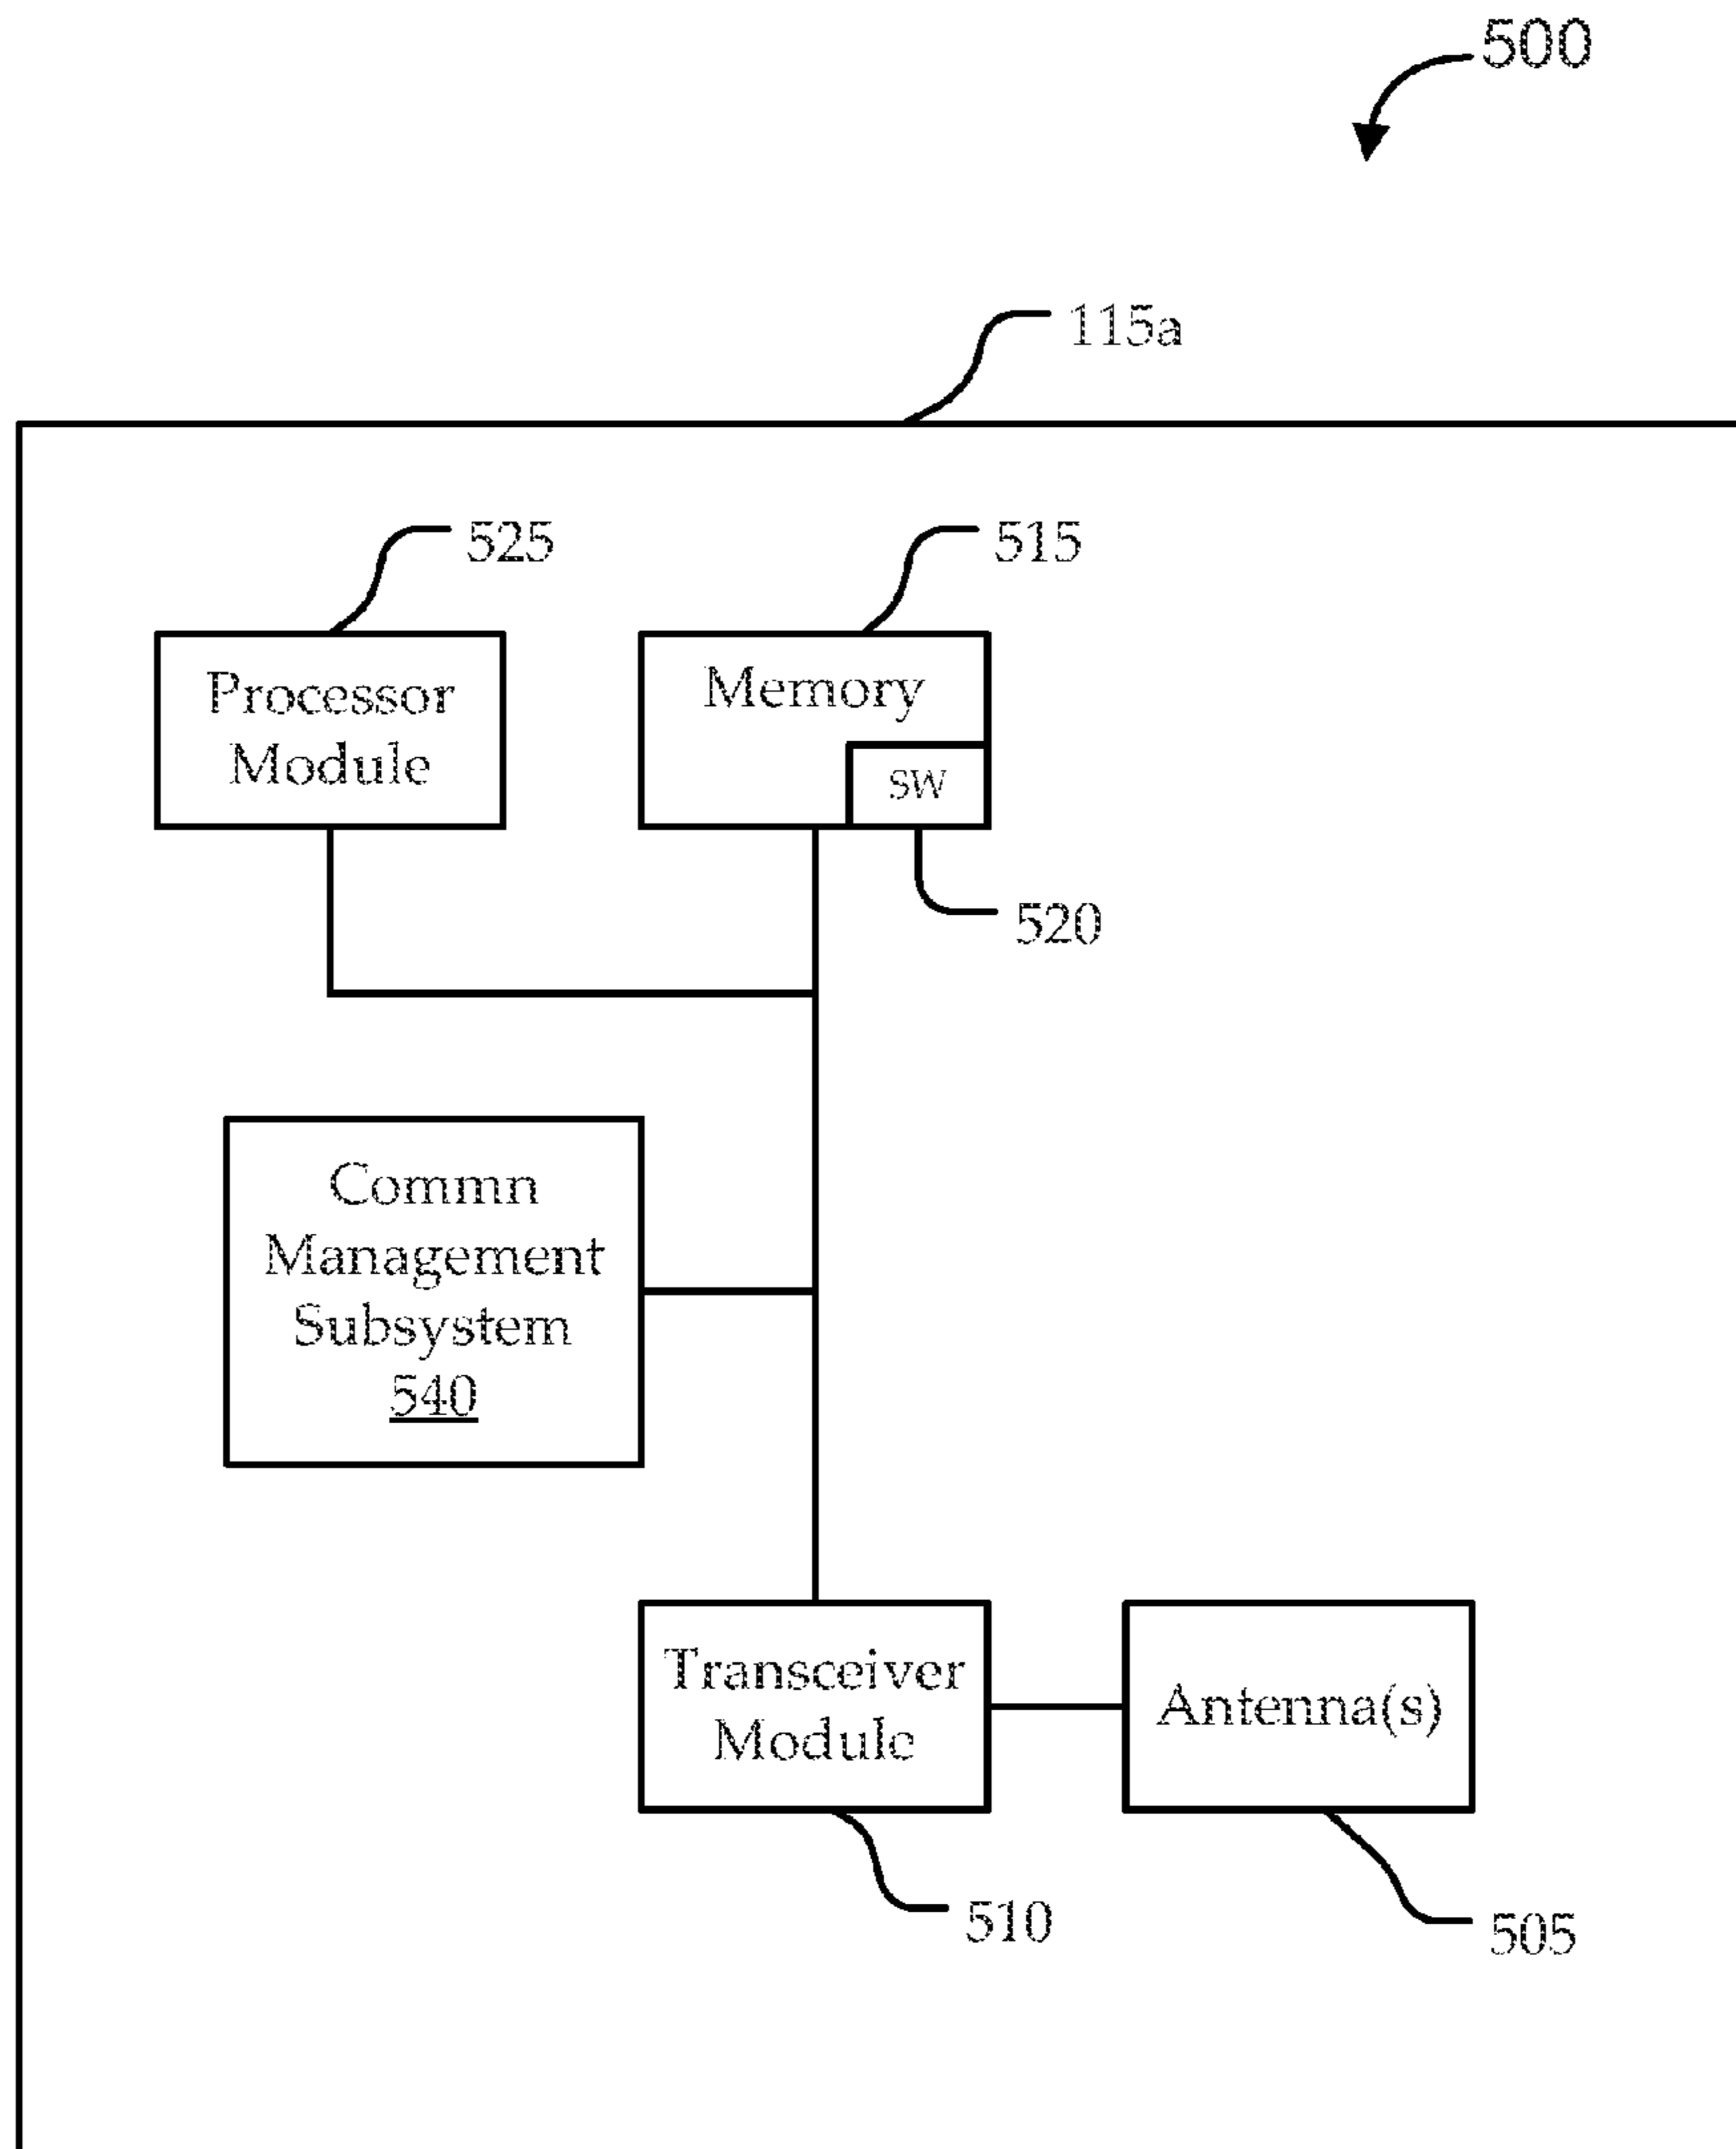 500
115a
525
515
Processor
Module
Memory
SW
520
Commn
Management
Subsystem
540
Transceiver
Module
Antenna(s)
510
505